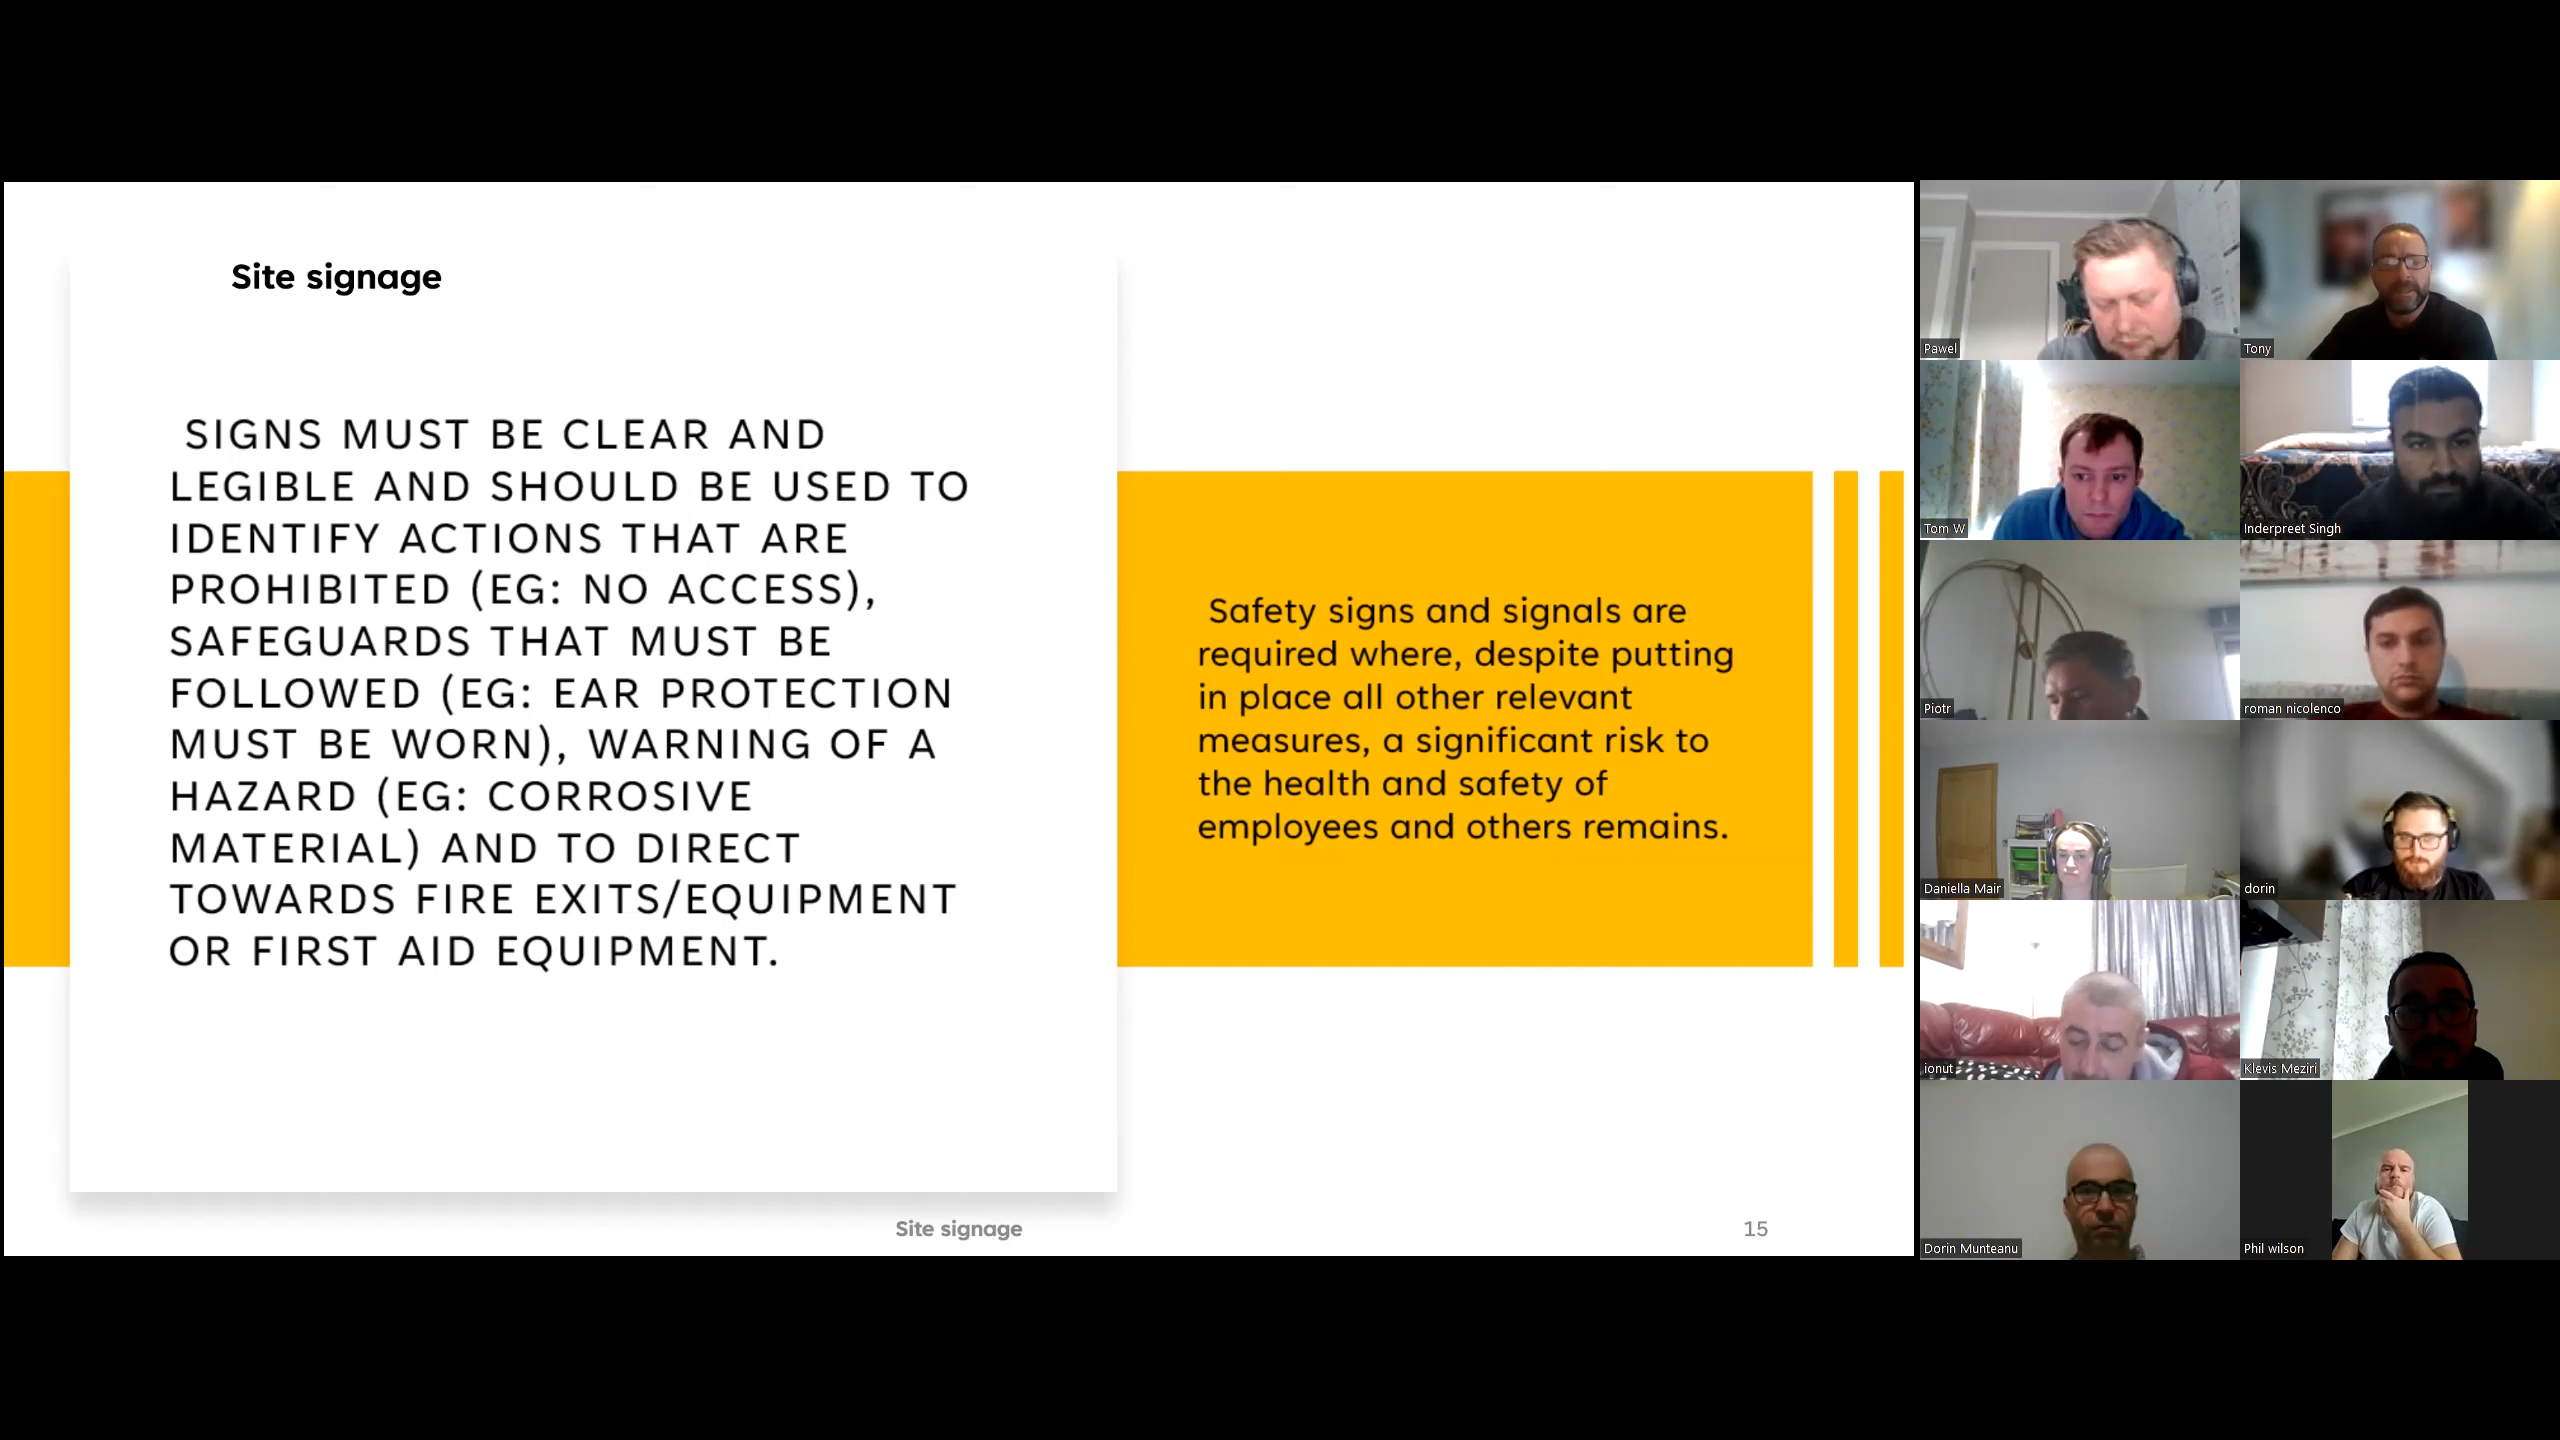 Site signage
SIGNS MUST BE CLEAR AND
LEGIBLE AND SHOULD BE USED TO
IDENTIFY ACTIONS THAT ARE
PROHIBITED (EG: NO ACCESS),
SAFEGUARDS THAT MUST BE
FOLLOWED (EG: EAR PROTECTION
MUST BE WORN), WARNING OF A
HAZARD (EG: CORROSIVE
MATERIAL) AND TO DIRECT
TOWARDS FIRE EXITS/EQUIPMENT
OR FIRST AID EQUIPMENT.
Safety signs and signals are
required where, despite putting
in place all other relevant
measures, a significant risk to
the health and safety of
employees and others remains.
Site signage
15
Pawel
Tony
Tom W
Inderpreet Singh
Piotr
roman nicolenco
Daniella Mair
dorin
ionut
Klevis Meziri
Dorin Munteanu
Phil wilson